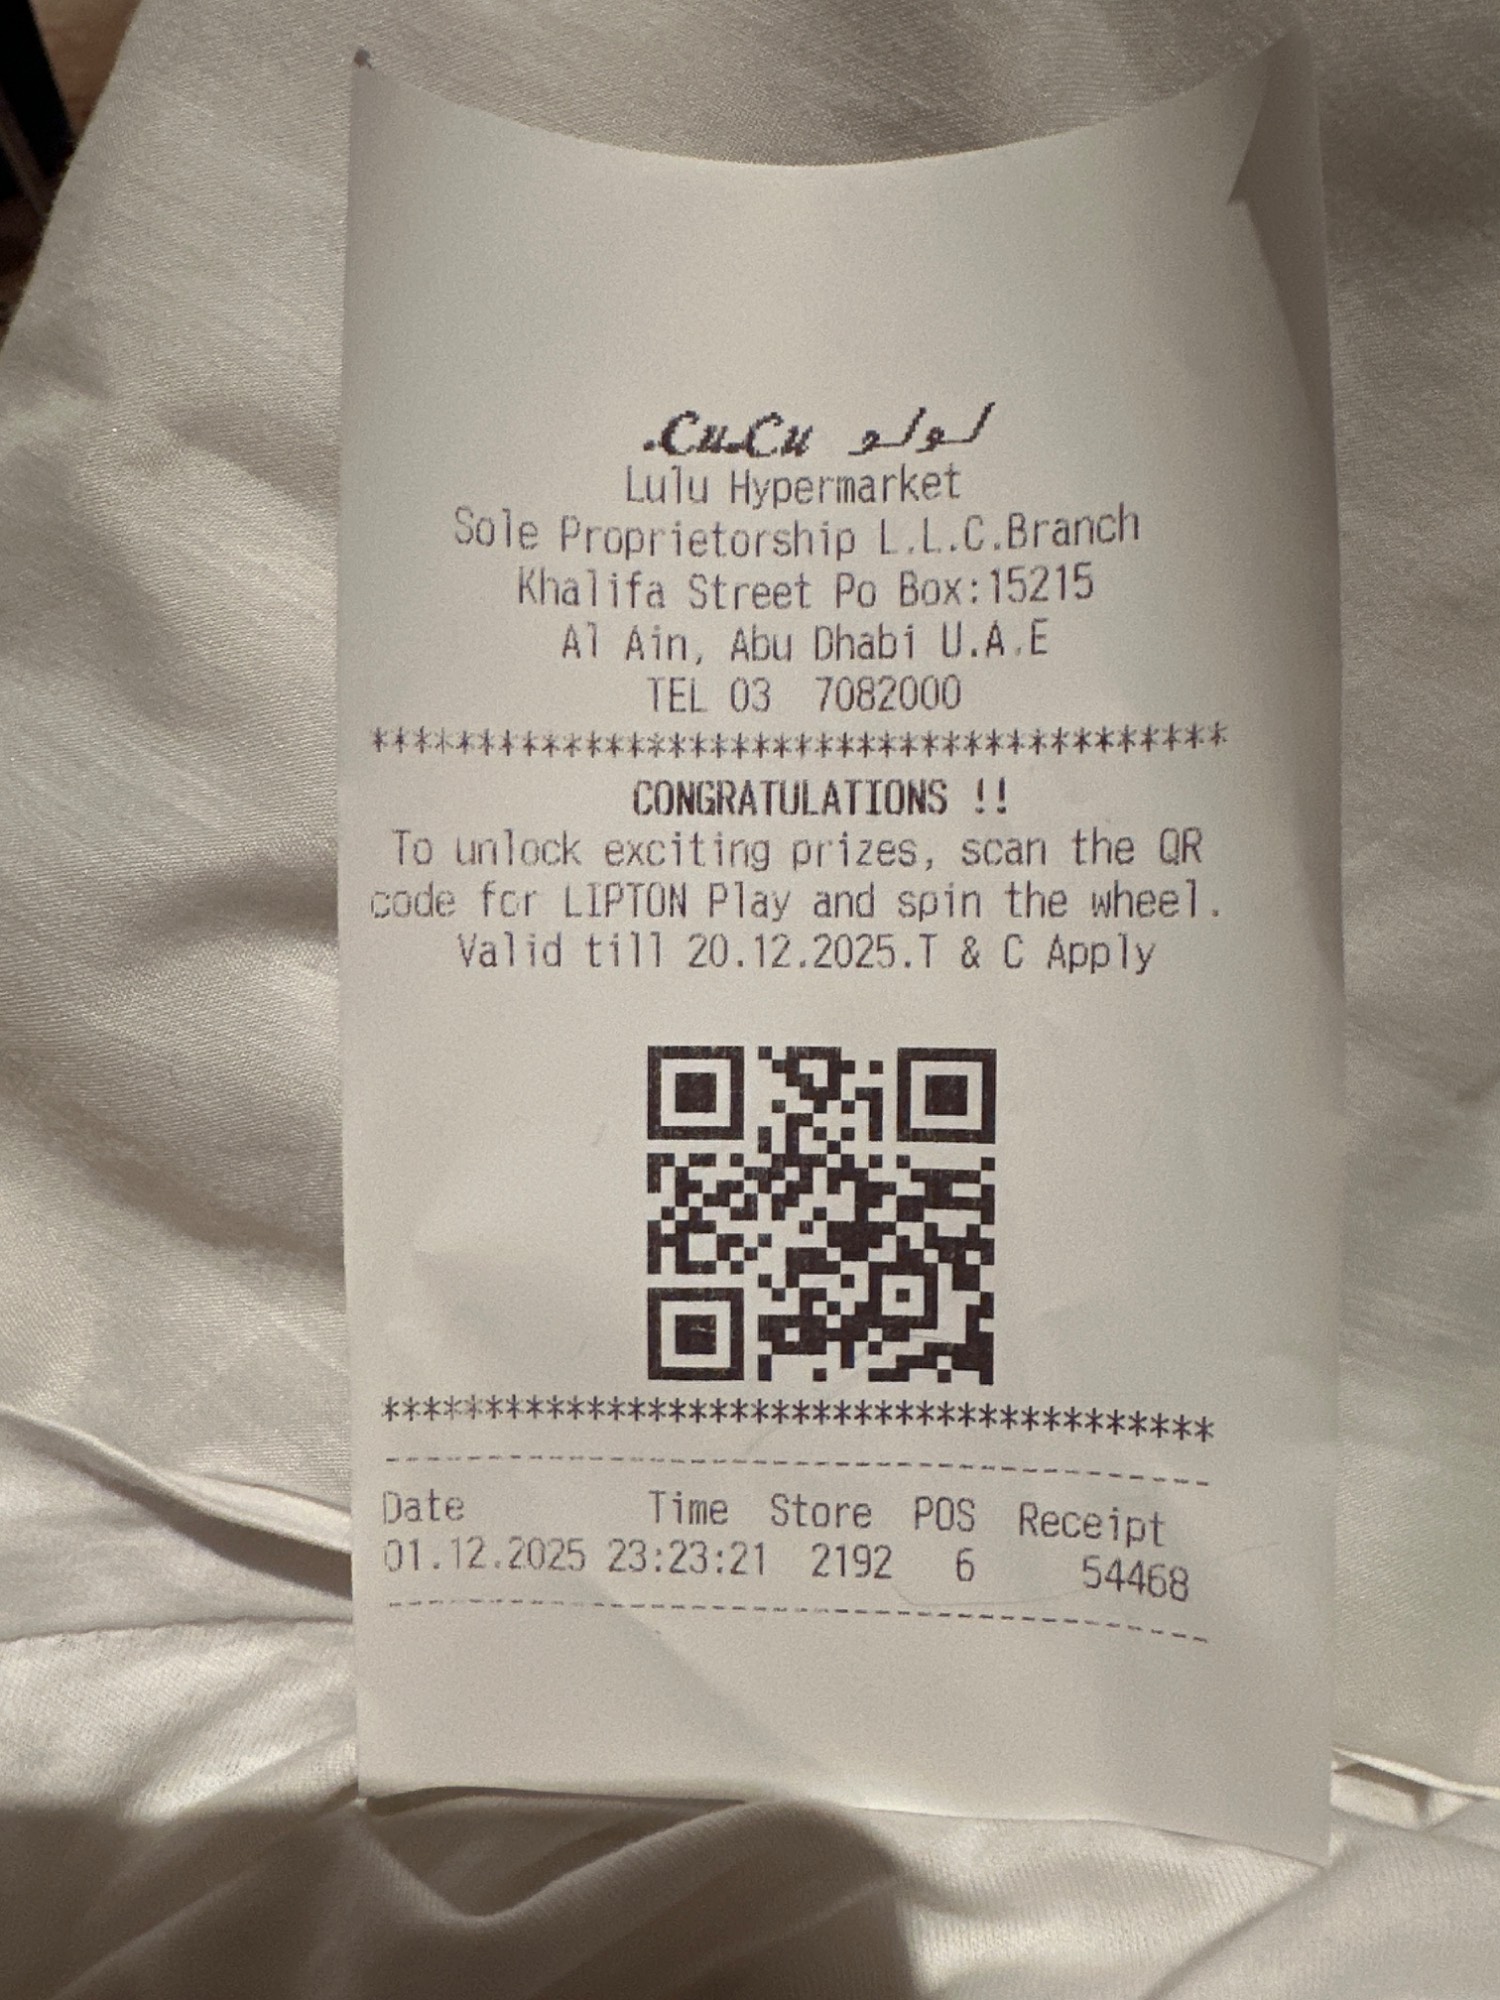 LuLu لولو
Lulu Hypermarket
Sole Proprietorship L.L.C.Branch
Khalifa Street Po Box:15215
Al Ain, Abu Dhabi U.A.E
TEL 03  7082000
*****************************************
CONGRATULATIONS !!
To unlock exciting prizes, scan the QR
code for LIPTON Play and spin the wheel.
Valid till 20.12.2025.T & C Apply
*****************************************
----------------------------------------
Date Time Store POS Receipt
01.12.2025 23:23:21 2192 6 54468
----------------------------------------